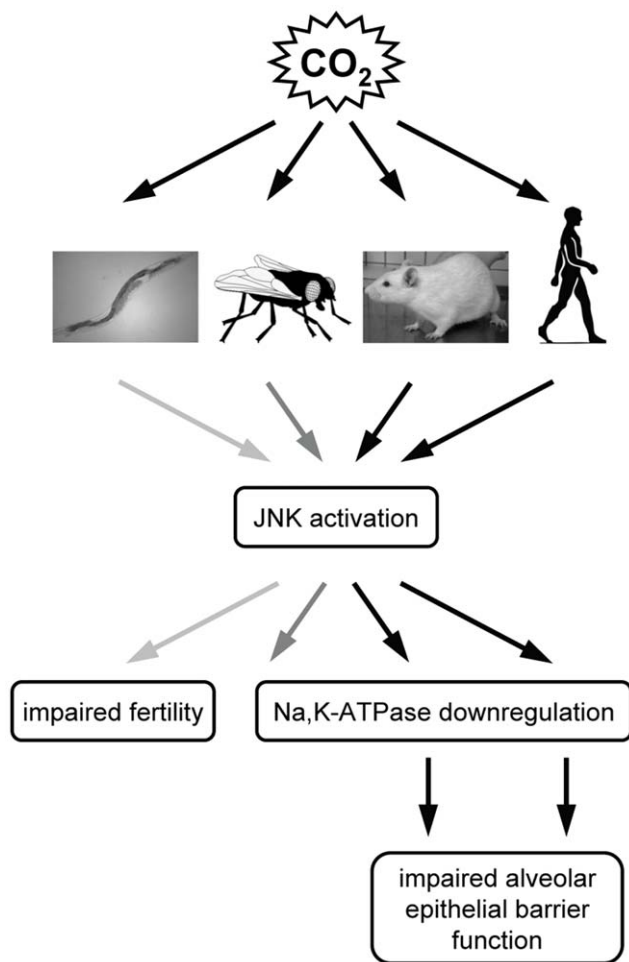 CO₂
JNK activation
impaired fertility
Na,K-ATPase downregulation
impaired alveolar
epithelial barrier
function